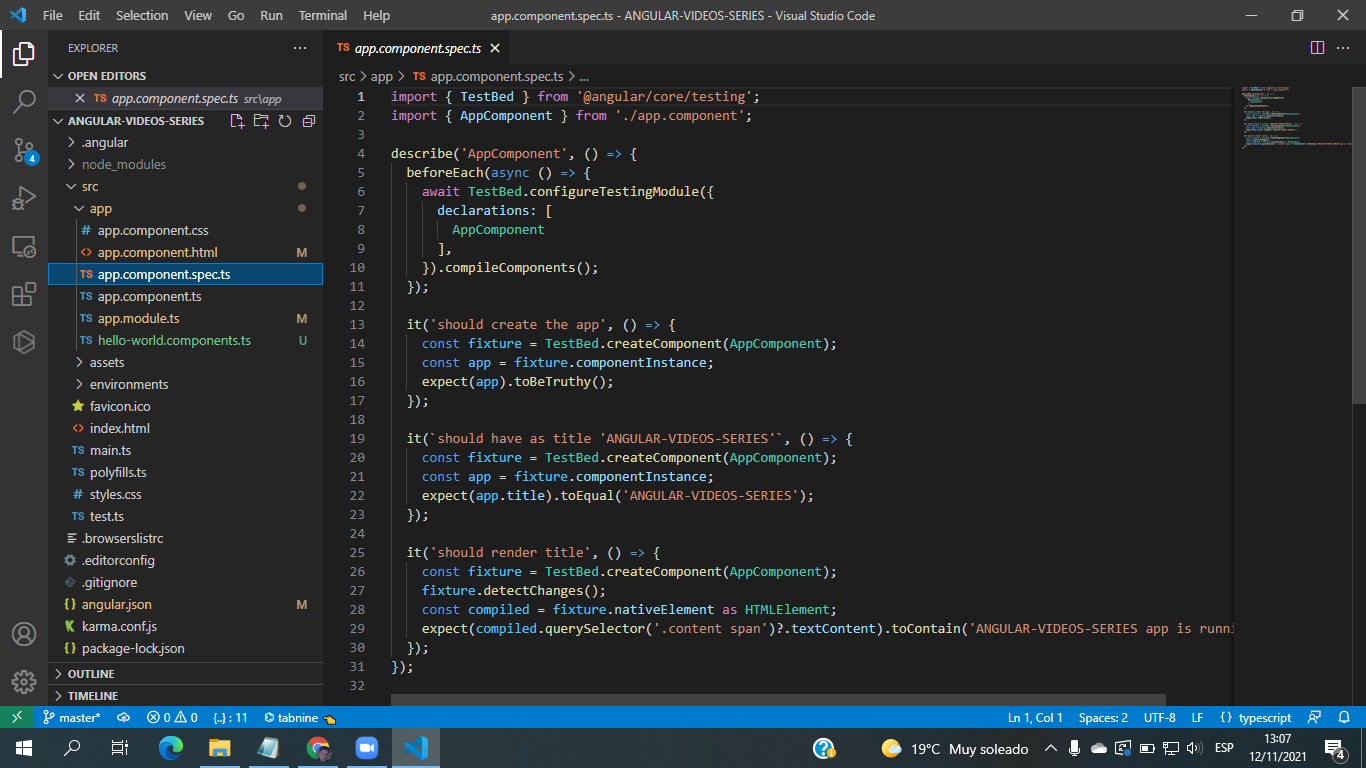 File Edit Selection View Go Run Terminal Help app.component.spec.ts - ANGULAR-VIDEOS-SERIES - Visual Studio Code
EXPLORER
OPEN EDITORS
TS app.component.spec.ts src\app
ANGULAR-VIDEOS-SERIES
.angular
node_modules
src
app
# app.component.css
<> app.component.html M
TS app.component.spec.ts
TS app.component.ts
TS app.module.ts M
TS hello-world.components.ts U
assets
environments
favicon.ico
<> index.html
TS main.ts
TS polyfills.ts
# styles.css
TS test.ts
.browserslistrc
.editorconfig
.gitignore
{} angular.json M
K karma.conf.js
{} package-lock.json
OUTLINE
TIMELINE
4
TS app.component.spec.ts
src > app > TS app.component.spec.ts > ...
1 import { TestBed } from '@angular/core/testing';
2 import { AppComponent } from './app.component';
3
4 describe('AppComponent', () => {
5 beforeEach(async () => {
6 await TestBed.configureTestingModule({
7 declarations: [
8 AppComponent
9 ],
10 }).compileComponents();
11 });
12
13 it('should create the app', () => {
14 const fixture = TestBed.createComponent(AppComponent);
15 const app = fixture.componentInstance;
16 expect(app).toBeTruthy();
17 });
18
19 it(`should have as title 'ANGULAR-VIDEOS-SERIES'`, () => {
20 const fixture = TestBed.createComponent(AppComponent);
21 const app = fixture.componentInstance;
22 expect(app.title).toEqual('ANGULAR-VIDEOS-SERIES');
23 });
24
25 it('should render title', () => {
26 const fixture = TestBed.createComponent(AppComponent);
27 fixture.detectChanges();
28 const compiled = fixture.nativeElement as HTMLElement;
29 expect(compiled.querySelector('.content span')?.textContent).toContain('ANGULAR-VIDEOS-SERIES app is runni
30 });
31 });
32
master* 0 0 {..} : 11 tabnine Ln 1, Col 1 Spaces: 2 UTF-8 LF {} typescript
19°C Muy soleado ESP 13:07
12/11/2021 4